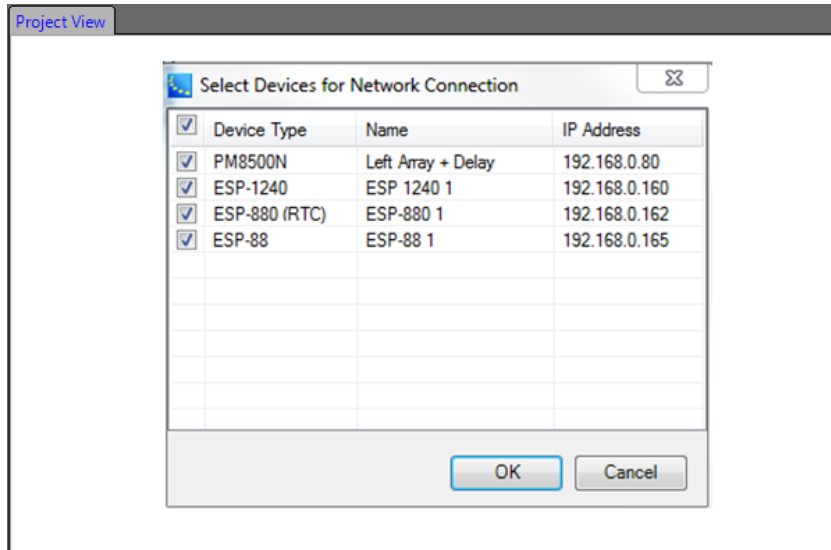 Project View
Select Devices for Network Connection
Device Type Name IP Address
PM8500N Left Array + Delay 192.168.0.80
ESP-1240 ESP 1240 1 192.168.0.160
ESP-880 (RTC) ESP-880 1 192.168.0.162
ESP-88 ESP-88 1 192.168.0.165
OK Cancel